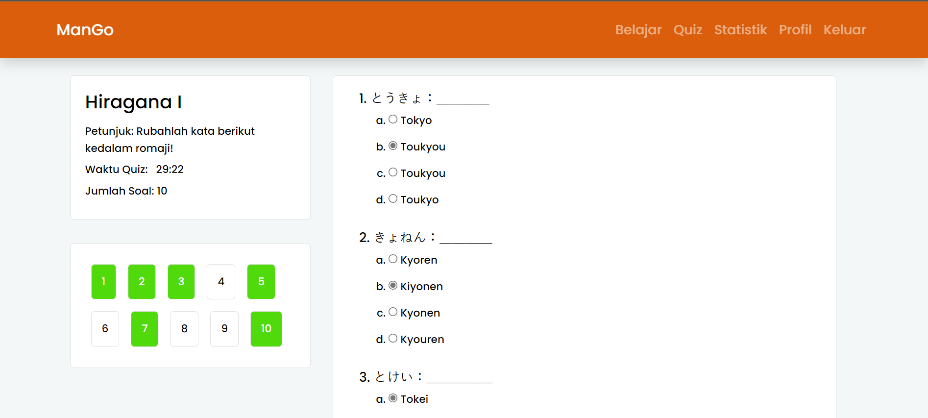 ManGo
Belajar Quiz Statistik Profil Keluar
Hiragana I
Petunjuk: Rubahlah kata berikut
kedalam romaji!
Waktu Quiz: 29:22
Jumlah Soal: 10
1 2 3 4 5
6 7 8 9 10
1. とうきょ：________
a. Tokyo
b. Toukyou
c. Toukyou
d. Toukyo
2. きょねん：________
a. Kyoren
b. Kiyonen
c. Kyonen
d. Kyouren
3. とけい：__________
a. Tokei